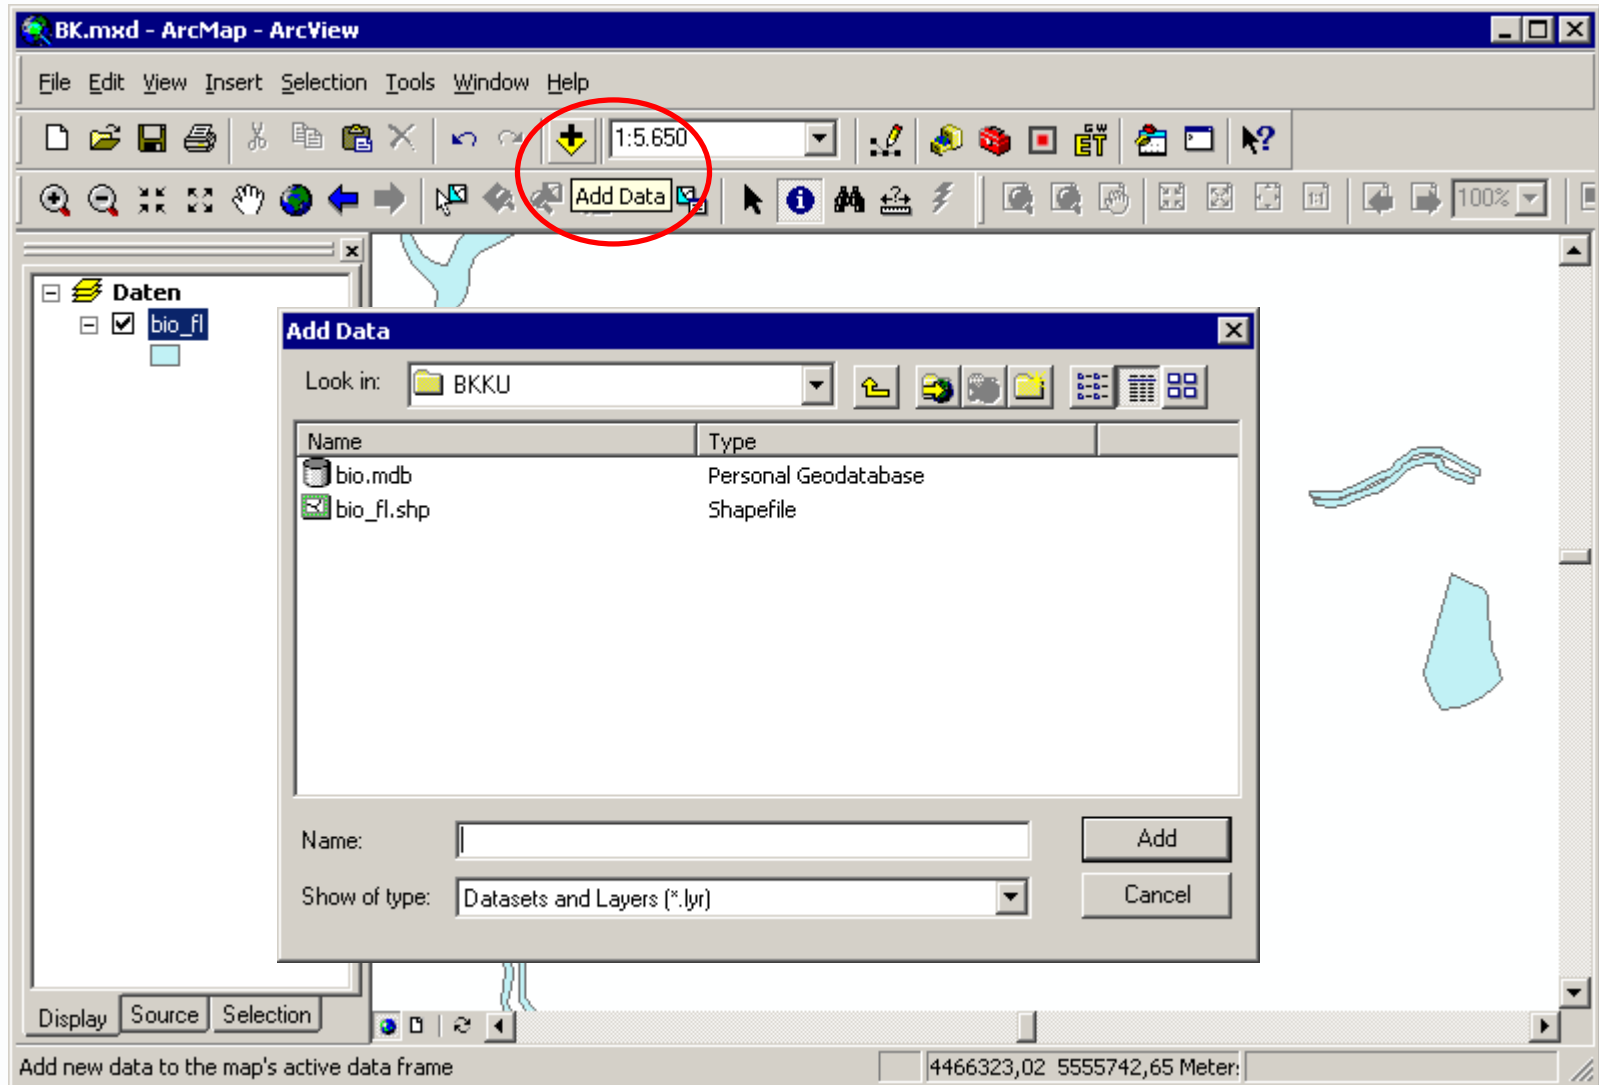 BK.mxd - ArcMap - ArcView
File Edit View Insert Selection Tools Window Help
1:5.650
Add Data
100%
Daten
bio_fl
Add Data
Look in: BKKU
Name Type
bio.mdb Personal Geodatabase
bio_fl.shp Shapefile
Name: Add
Show of type: Datasets and Layers (*.lyr) Cancel
Display Source Selection
Add new data to the map's active data frame 4466323,02 5555742,65 Meter